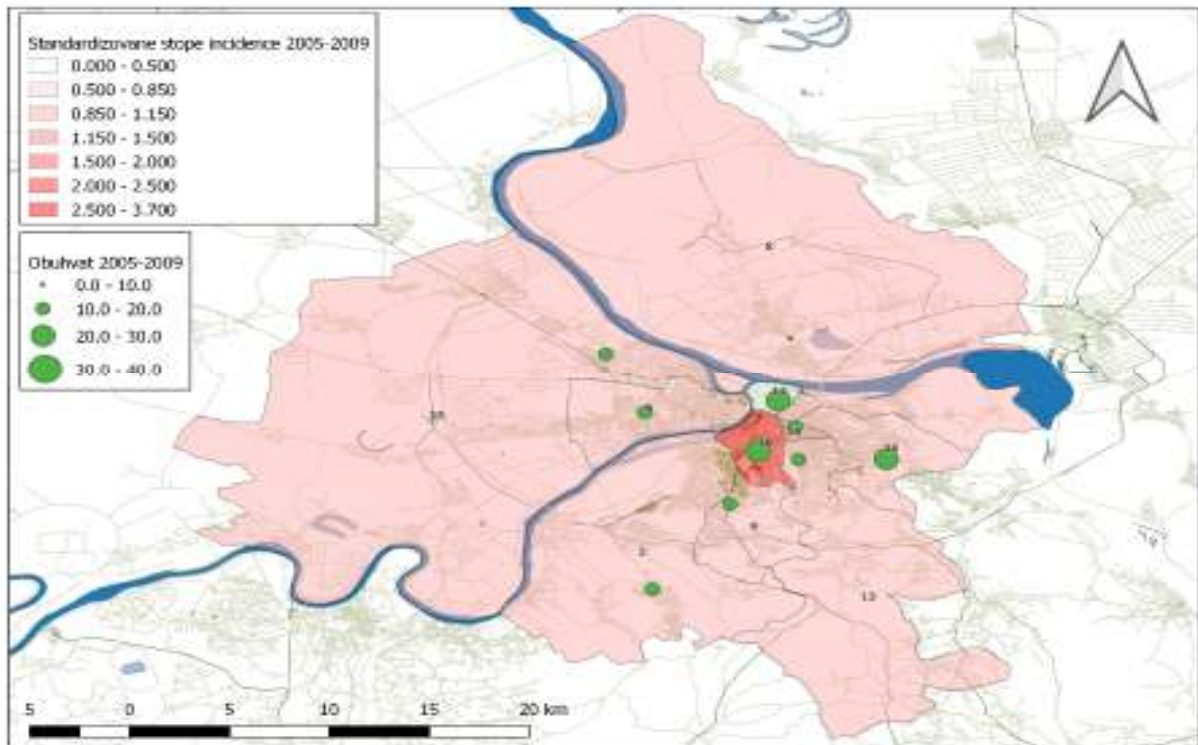 Standardizovane stope incidence 2005-2009
0.000 - 0.500
0.500 - 0.850
0.850 - 1.150
1.150 - 1.500
1.500 - 2.000
2.000 - 2.500
2.500 - 3.700
Obuhvat 2005-2009
0.0 - 10.0
10.0 - 20.0
20.0 - 30.0
30.0 - 40.0
13
5 0 5 10 15 20 km